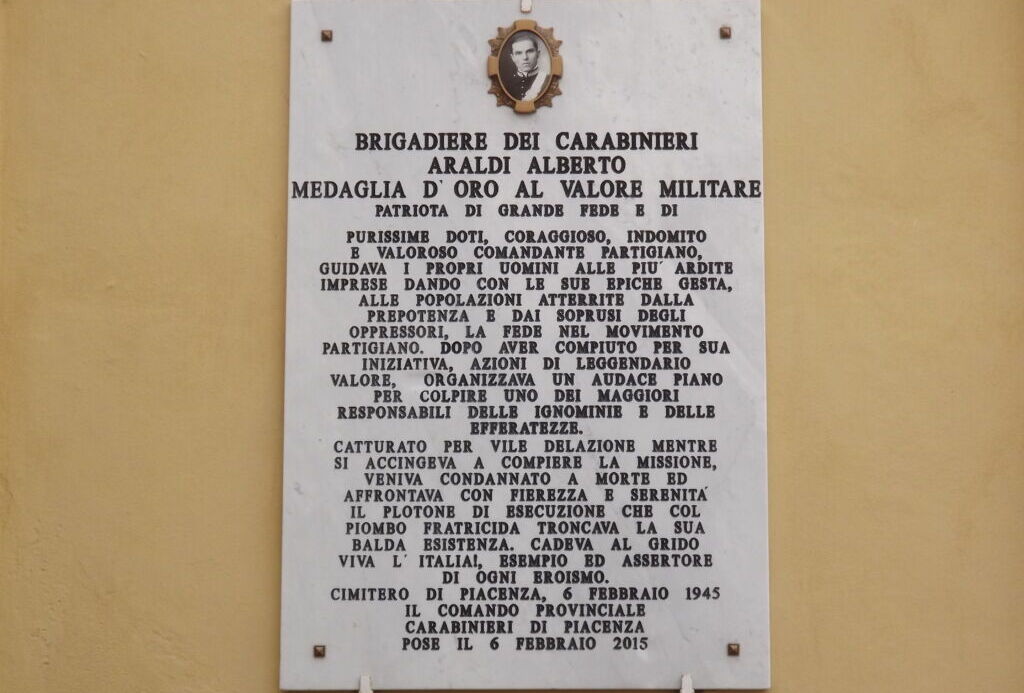 BRIGADIERE DEI CARABINIERI
ARALDI ALBERTO
MEDAGLIA D'ORO AL VALORE MILITARE
PATRIOTA DI GRANDE FEDE E DI
PURISSIME DOTI, CORAGGIOSO, INDOMITO
E VALOROSO COMANDANTE PARTIGIANO,
GUIDAVA I PROPRI UOMINI ALLE PIU' ARDITE
IMPRESE DANDO CON LE SUE EPICHE GESTA,
ALLE POPOLAZIONI ATTERRITE DALLA
PREPOTENZA E DAI SOPRUSI DEGLI
OPPRESSORI, LA FEDE NEL MOVIMENTO
PARTIGIANO. DOPO AVER COMPIUTO PER SUA
INIZIATIVA, AZIONI DI LEGGENDARIO
VALORE, ORGANIZZAVA UN AUDACE PIANO
PER COLPIRE UNO DEI MAGGIORI
RESPONSABILI DELLE IGNOMINIE E DELLE
EFFERATEZZE.
CATTURATO PER VILE DELAZIONE MENTRE
SI ACCINGEVA A COMPIERE LA MISSIONE,
VENIVA CONDANNATO A MORTE ED
AFFRONTAVA CON FIEREZZA E SERENITA'
IL PLOTONE DI ESECUZIONE CHE COL
PIOMBO FRATRICIDA TRONCAVA LA SUA
BALDA ESISTENZA. CADEVA AL GRIDO
VIVA L'ITALIA!, ESEMPIO ED ASSERTORE
DI OGNI EROISMO.
CIMITERO DI PIACENZA, 6 FEBBRAIO 1945
IL COMANDO PROVINCIALE
CARABINIERI DI PIACENZA
POSE IL 6 FEBBRAIO 2015